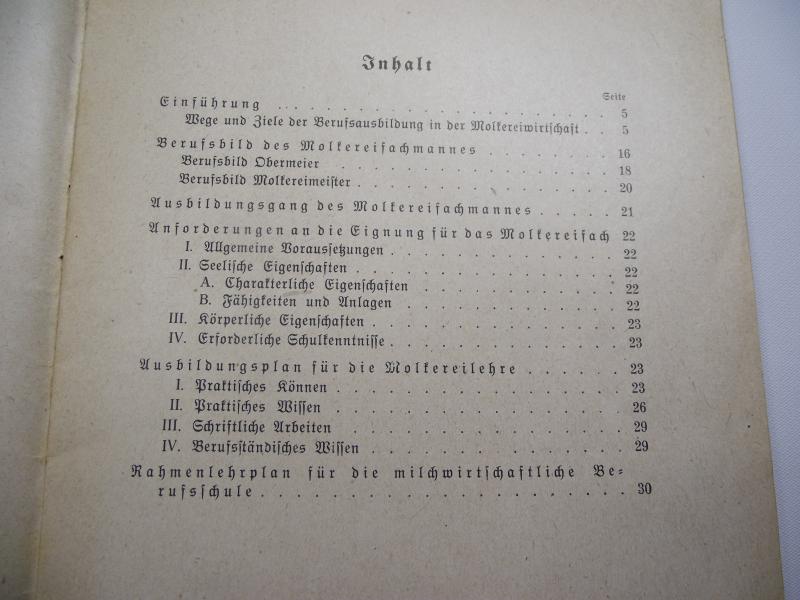 Inhalt
Seite
Einführung . . . . . . . . . . . . . . . . . . 5
Wege und Ziele der Berufsausbildung in der Molkereiwirtschaft . . 5
Berufsbild des Molkereifachmannes . . . . . . . . 16
Berufsbild Obermeier . . . . . . . . . . . . . . . 18
Berufsbild Molkereimeister . . . . . . . . . . . . . 20
Ausbildungsgang des Molkereifachmannes . . . . . 21
Anforderungen an die Eignung für das Molkereifach 22
I. Allgemeine Voraussetzungen . . . . . . . . . . . . 22
II. Seelische Eigenschaften . . . . . . . . . . . . . . 22
A. Charakterliche Eigenschaften . . . . . . . . . . . 22
B. Fähigkeiten und Anlagen . . . . . . . . . . . 22
III. Körperliche Eigenschaften . . . . . . . . . . . . . 23
IV. Erforderliche Schulkenntnisse . . . . . . . . . . . . 23
Ausbildungsplan für die Molkereilehre . . . . . . 23
I. Praktisches Können . . . . . . . . . . . . . . . 23
II. Praktisches Wissen . . . . . . . . . . . . . . . 26
III. Schriftliche Arbeiten . . . . . . . . . . . . . . . 29
IV. Berufsständisches Wissen . . . . . . . . . . . . . 29
Rahmenlehrplan für die milchwirtschaftliche Be-
rufsschule . . . . . . . . . . . . . . . . . . . . 30